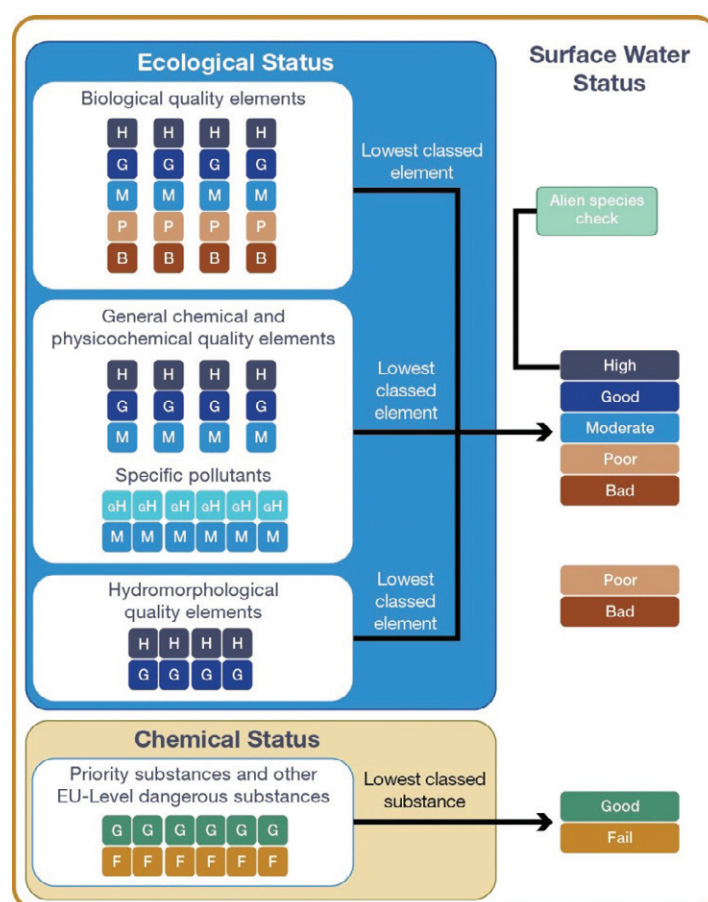 Ecological Status
Biological quality elements
H H H H
G G G G
M M M M
P P P P
B B B B
Lowest classed
element
General chemical and
physicochemical quality elements
H H H H
G G G G
M M M M
Lowest
classed
element
Specific pollutants
GH GH GH GH GH GH
M M M M M M
Hydromorphological
quality elements
H H H H
G G G G
Lowest
classed
element
Surface Water
Status
Alien species
check
High
Good
Moderate
Poor
Bad
Poor
Bad
Chemical Status
Priority substances and other
EU-Level dangerous substances
G G G G G G
F F F F F F
Lowest classed
substance
Good
Fail